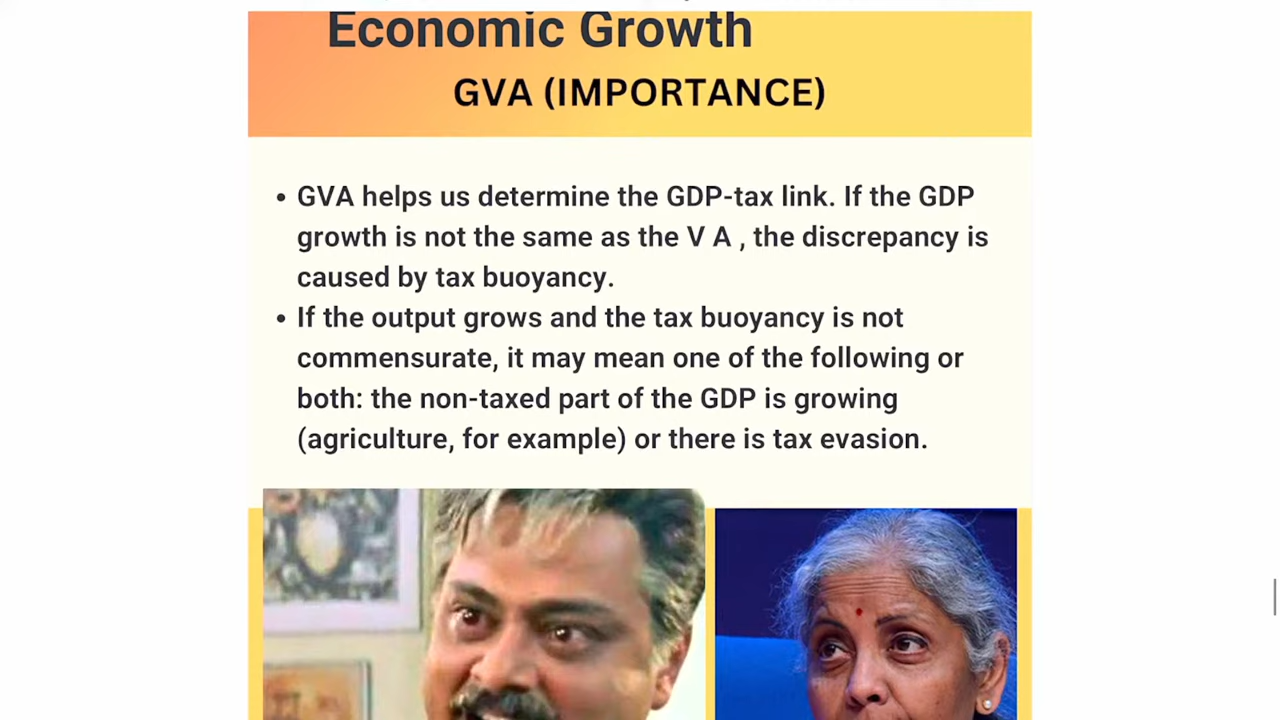 Economic Growth
GVA (IMPORTANCE)
• GVA helps us determine the GDP-tax link. If the GDP
growth is not the same as the V A , the discrepancy is
caused by tax buoyancy.
• If the output grows and the tax buoyancy is not
commensurate, it may mean one of the following or
both: the non-taxed part of the GDP is growing
(agriculture, for example) or there is tax evasion.